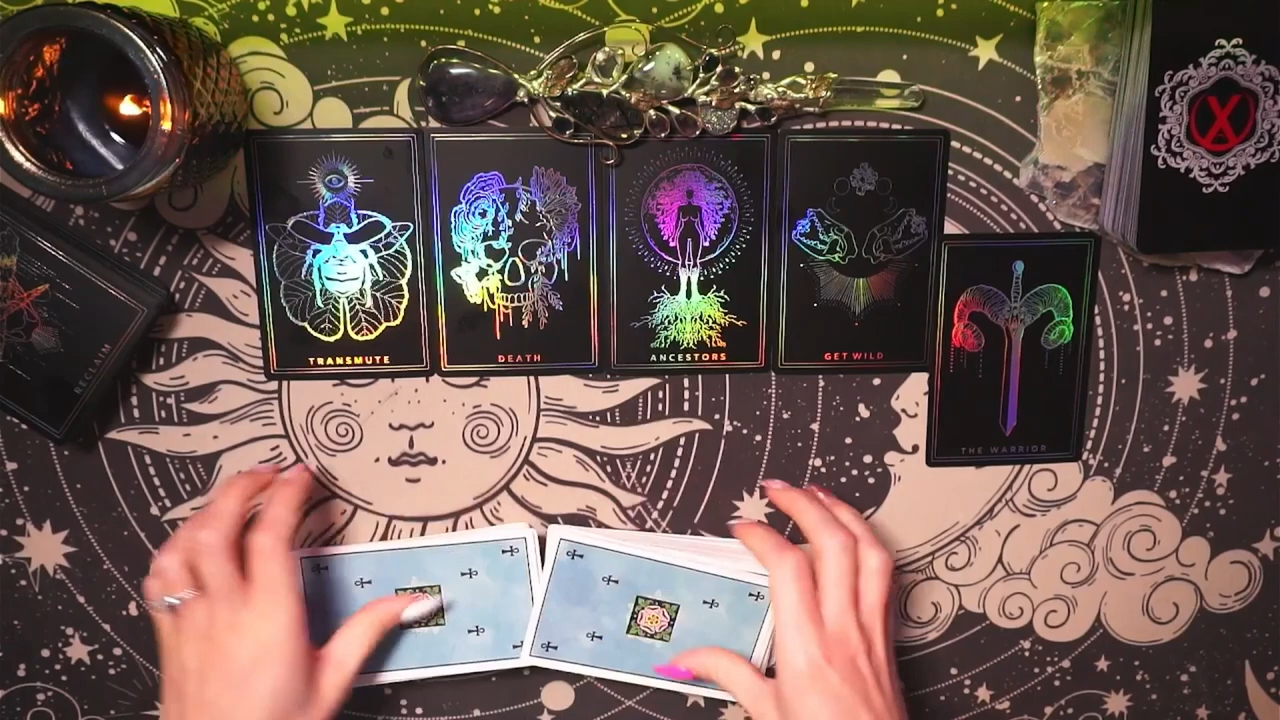 TRANSMUTE
DEATH
ANCESTORS
GET WILD
THE WARRIOR
RECLAIM
X